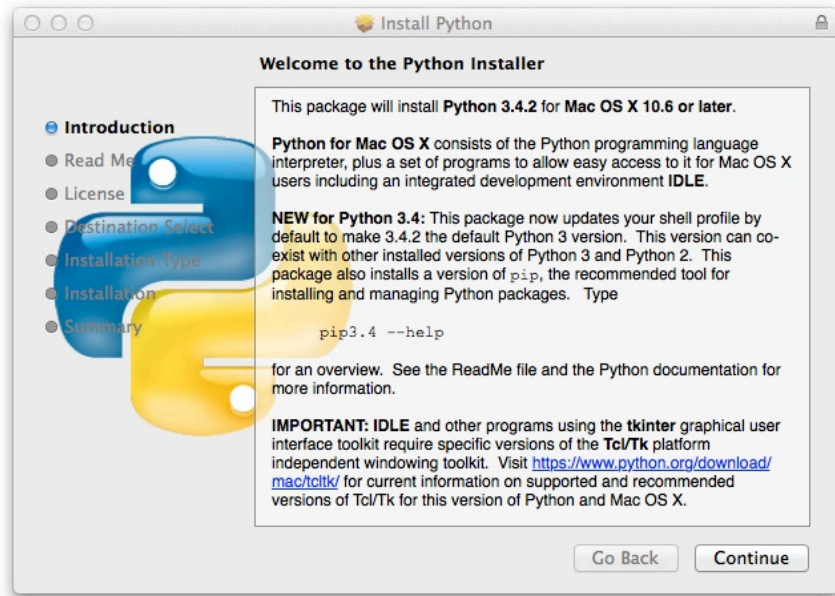 Install Python
Welcome to the Python Installer
Introduction
Read Me
License
Destination Select
Installation Type
Installation
Summary
This package will install Python 3.4.2 for Mac OS X 10.6 or later.
Python for Mac OS X consists of the Python programming language
interpreter, plus a set of programs to allow easy access to it for Mac OS X
users including an integrated development environment IDLE.
NEW for Python 3.4: This package now updates your shell profile by
default to make 3.4.2 the default Python 3 version. This version can co-
exist with other installed versions of Python 3 and Python 2. This
package also installs a version of pip, the recommended tool for
installing and managing Python packages. Type
pip3.4 --help
for an overview. See the ReadMe file and the Python documentation for
more information.
IMPORTANT: IDLE and other programs using the tkinter graphical user
interface toolkit require specific versions of the Tcl/Tk platform
independent windowing toolkit. Visit https://www.python.org/download/
mac/tcltk/ for current information on supported and recommended
versions of Tcl/Tk for this version of Python and Mac OS X.
Go Back
Continue